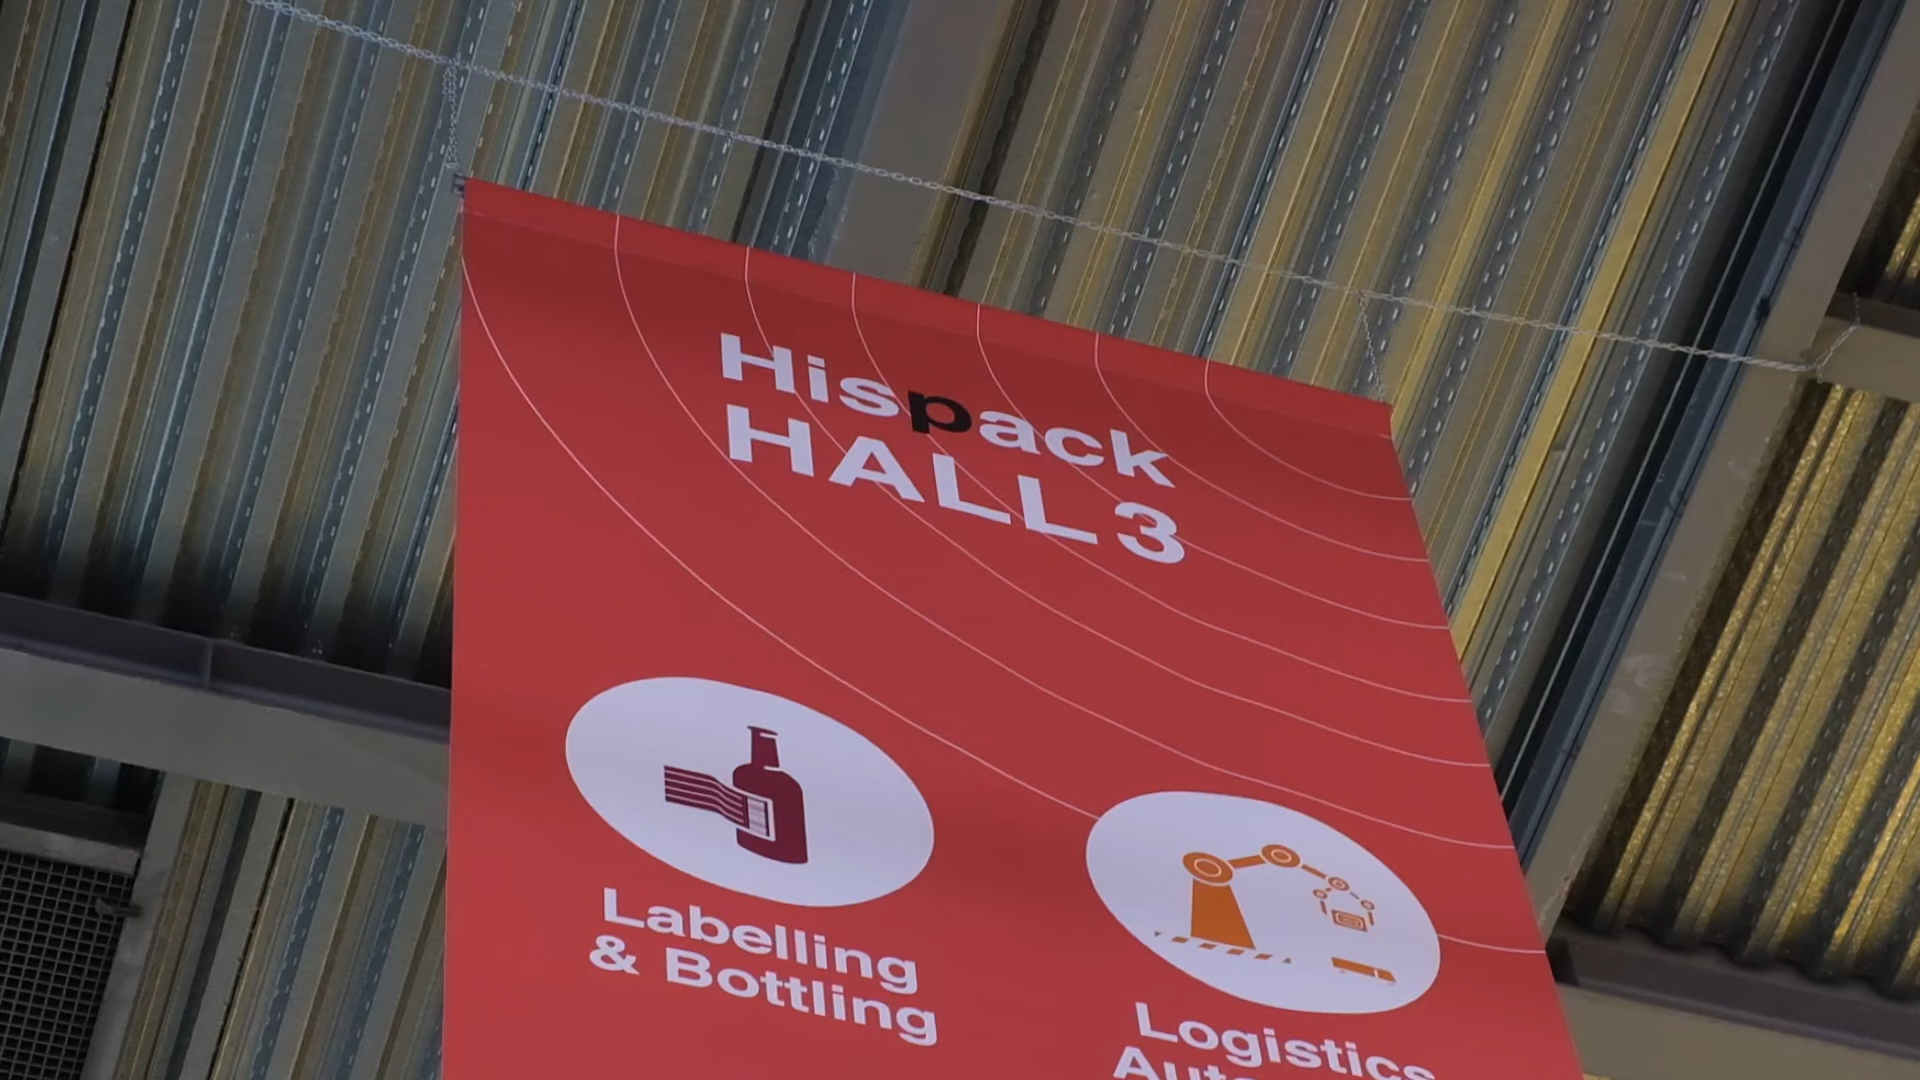 Hispack
HALL 3
Labelling
& Bottling
Logistics